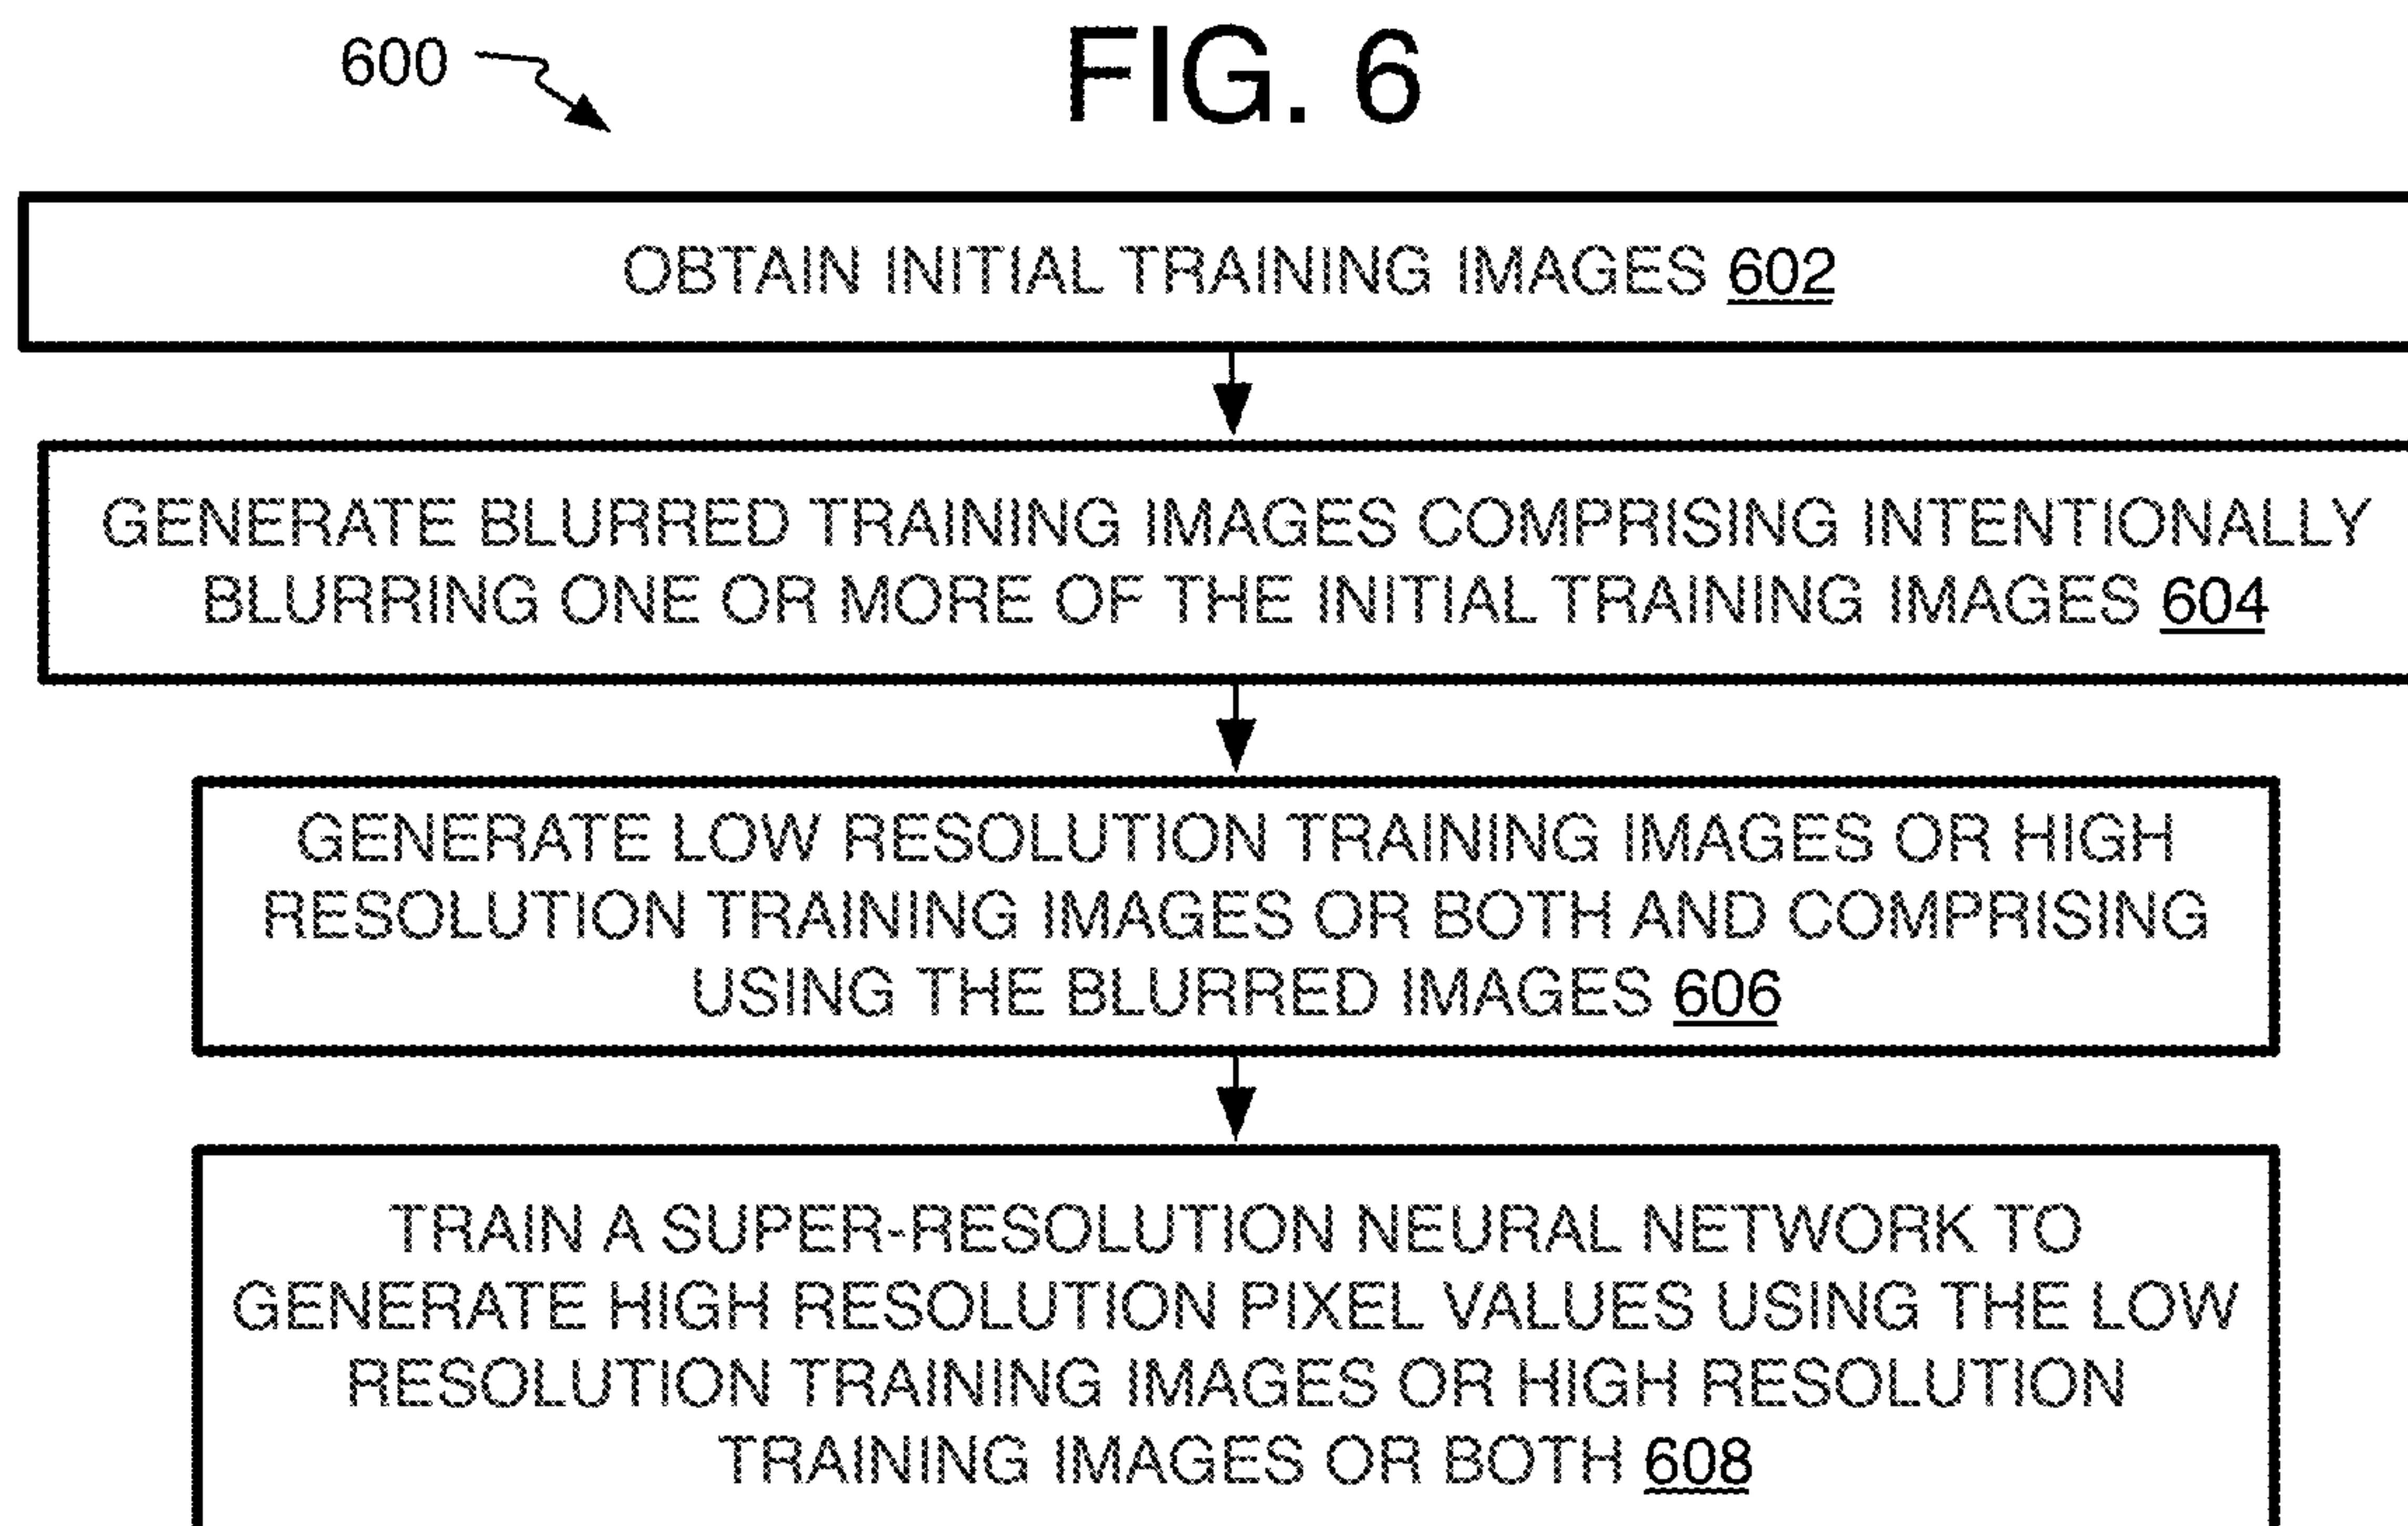 600
FIG. 6
OBTAIN INITIAL TRAINING IMAGES 602
GENERATE BLURRED TRAINING IMAGES COMPRISING INTENTIONALLY
BLURRING ONE OR MORE OF THE INITIAL TRAINING IMAGES 604
GENERATE LOW RESOLUTION TRAINING IMAGES OR HIGH
RESOLUTION TRAINING IMAGES OR BOTH AND COMPRISING
USING THE BLURRED IMAGES 606
TRAIN A SUPER-RESOLUTION NEURAL NETWORK TO
GENERATE HIGH RESOLUTION PIXEL VALUES USING THE LOW
RESOLUTION TRAINING IMAGES OR HIGH RESOLUTION
TRAINING IMAGES OR BOTH 608